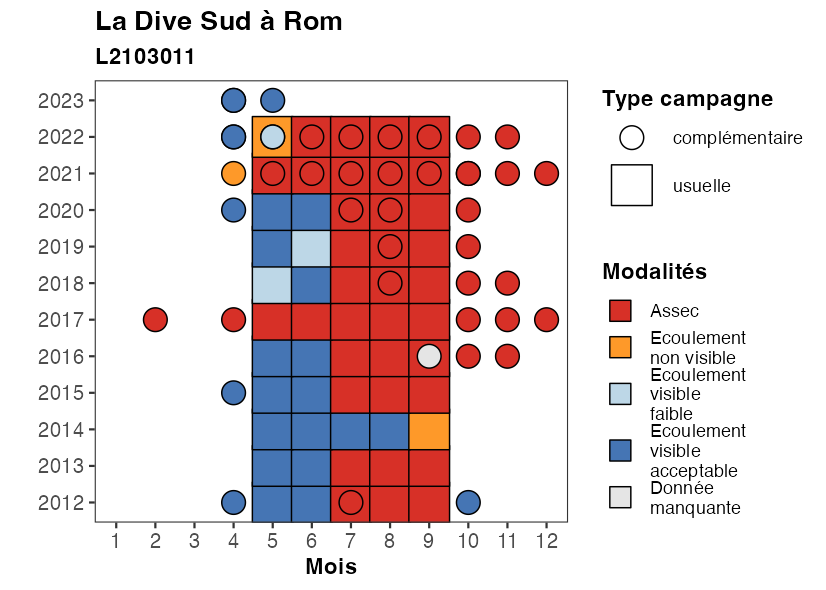 La Dive Sud à Rom
L2103011
2023
2022
2021
2020
2019
2018
2017
2016
2015
2014
2013
2012
1 2 3 4 5 6 7 8 9 10 11 12
Mois
Type campagne
complémentaire
usuelle
Modalités
Assec
Ecoulement
non visible
Ecoulement
visible
faible
Ecoulement
visible
acceptable
Donnée
manquante